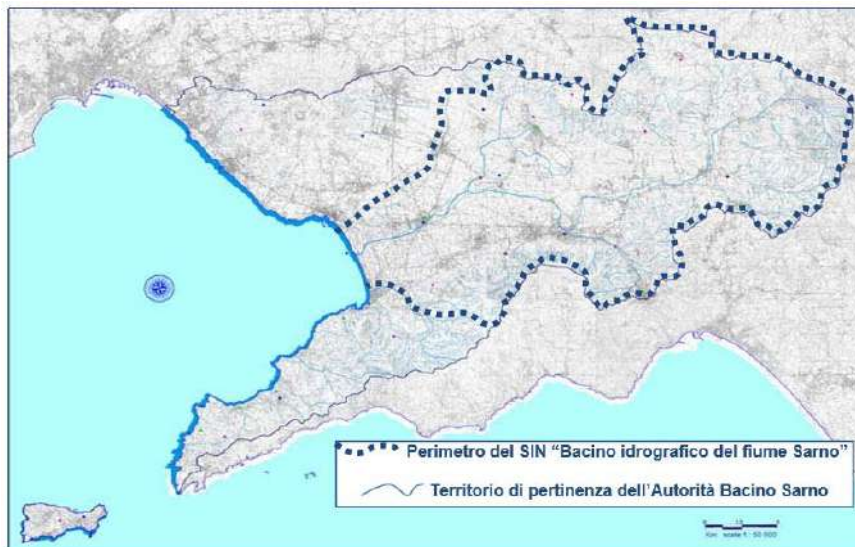 Perimetro del SIN “Bacino idrografico del fiume Sarno”
Territorio di pertinenza dell’Autorità Bacino Sarno